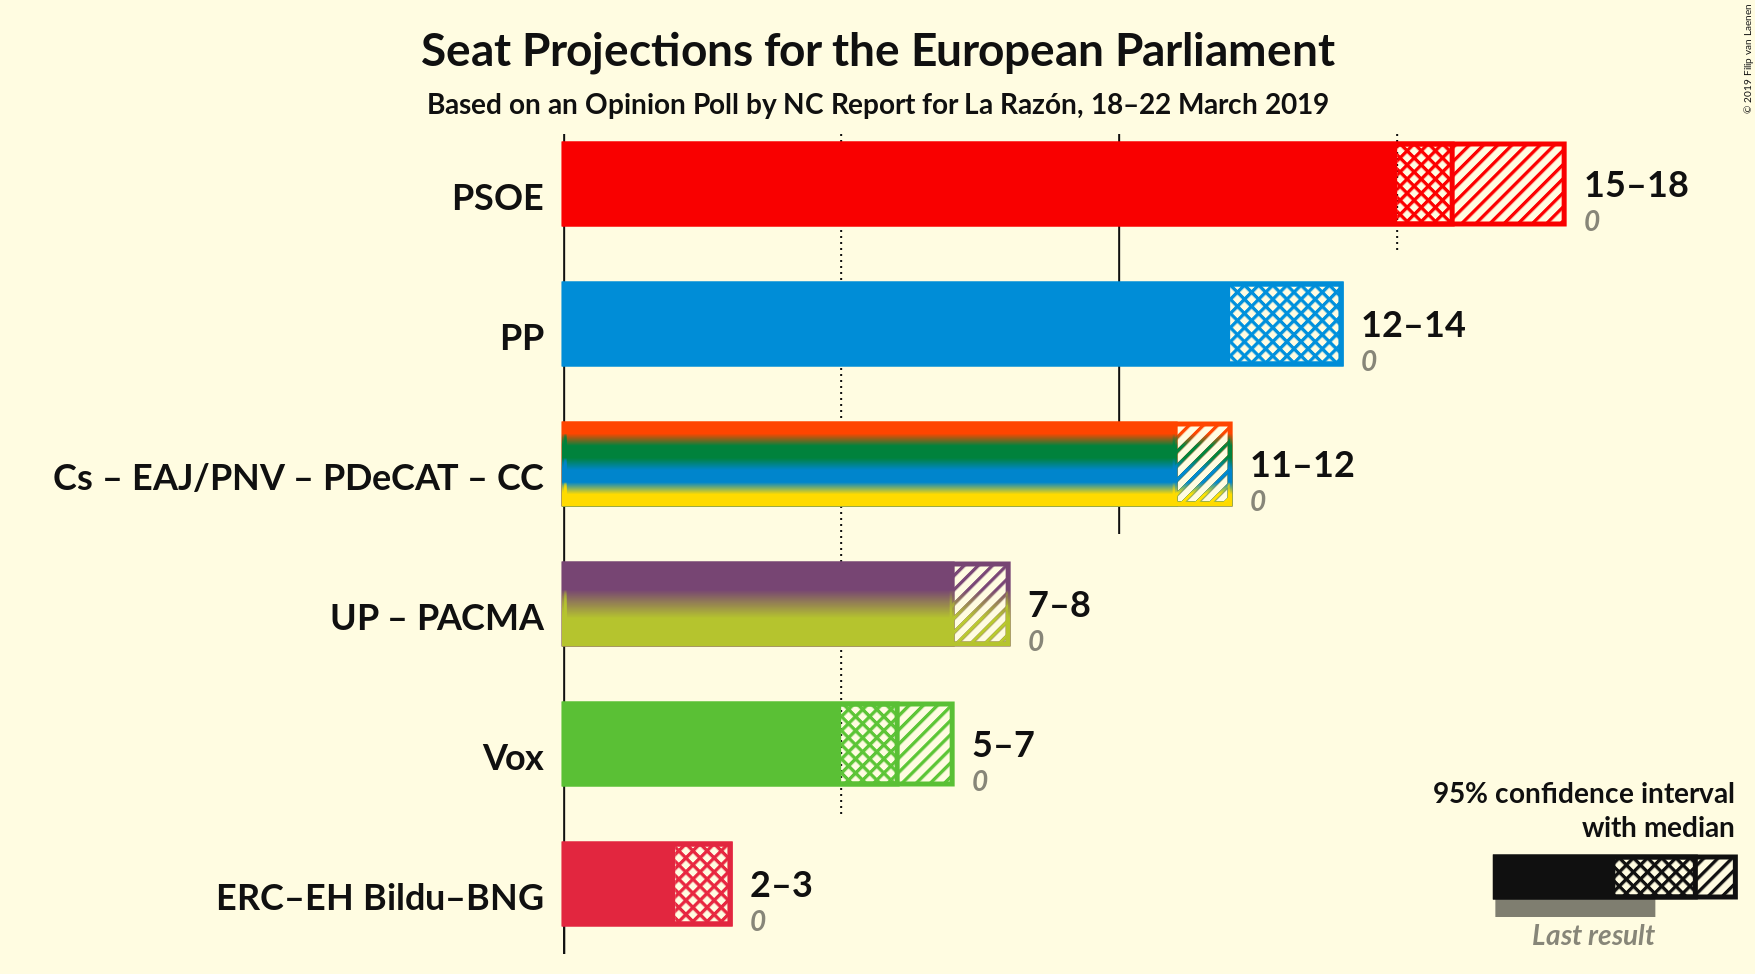 Seat Projections for the European Parliament
Based on an Opinion Poll by NC Report for La Razón, 18–22 March 2019
© 2019 Filip van Laenen
PSOE
15–18
0
PP
12–14
0
Cs – EAJ/PNV – PDeCAT – CC
11–12
0
UP – PACMA
7–8
0
Vox
5–7
0
ERC–EH Bildu–BNG
2–3
0
95% confidence interval
with median
Last result